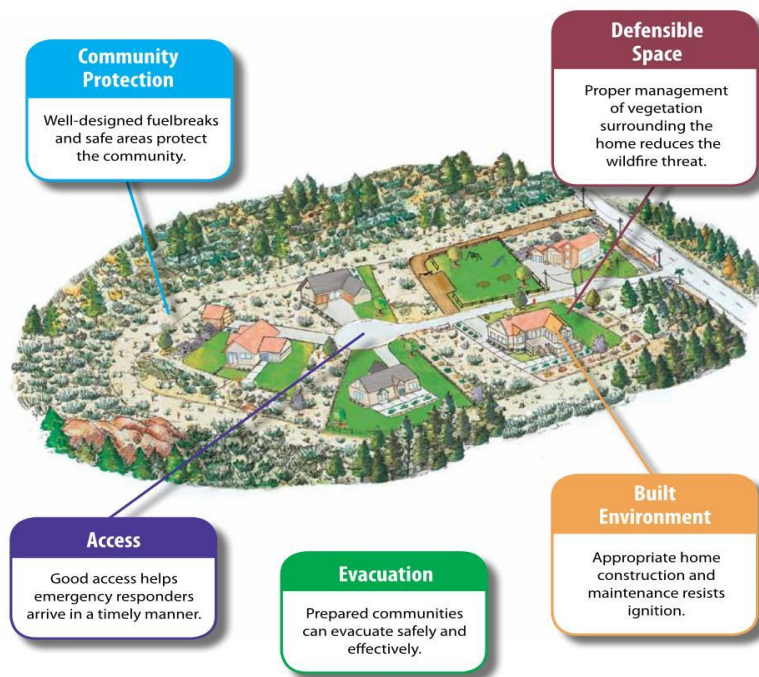 Community
Protection
Well-designed fuelbreaks
and safe areas protect
the community.
Defensible
Space
Proper management
of vegetation
surrounding the
home reduces the
wildfire threat.
Access
Good access helps
emergency responders
arrive in a timely manner.
Evacuation
Prepared communities
can evacuate safely and
effectively.
Built
Environment
Appropriate home
construction and
maintenance resists
ignition.